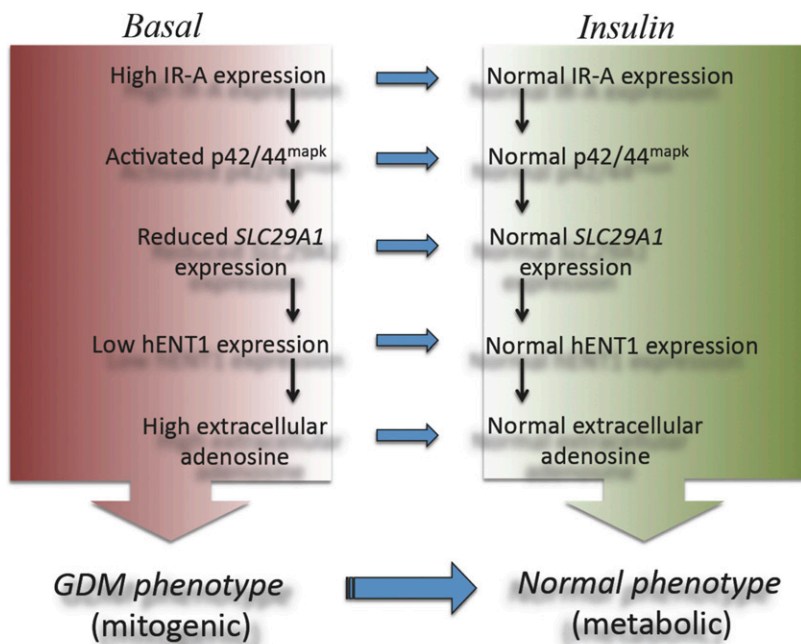 Basal
High IR-A expression
Activated p42/44mapk
Reduced SLC29A1
expression
Low hENT1 expression
High extracellular
adenosine
GDM phenotype
(mitogenic)
Insulin
Normal IR-A expression
Normal p42/44mapk
Normal SLC29A1
expression
Normal hENT1 expression
Normal extracellular
adenosine
Normal phenotype
(metabolic)